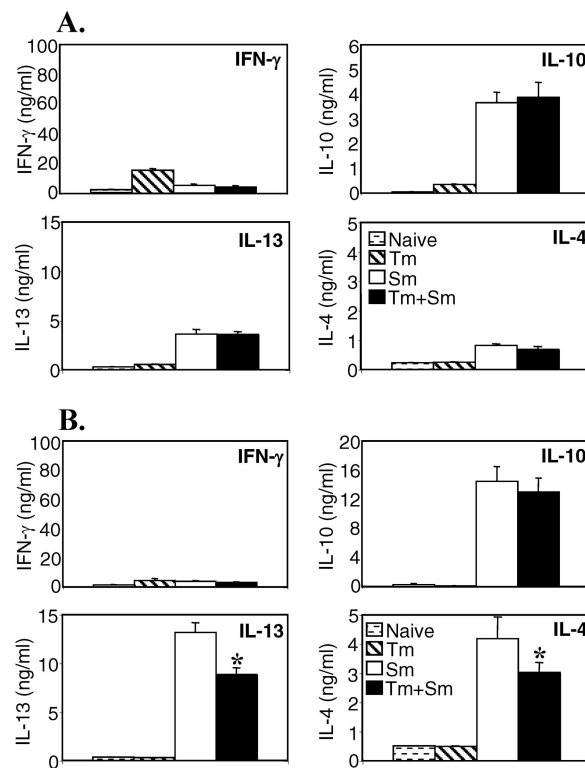 A.
IFN-γ
IFN-γ (ng/ml)
100
80
60
40
20
0
IL-10
IL-10 (ng/ml)
6
5
4
3
2
1
0
IL-13
IL-13 (ng/ml)
15
10
5
0
IL-4
IL-4 (ng/ml)
5
4
3
2
1
0
Naive
Tm
Sm
Tm+Sm
B.
IFN-γ
IFN-γ (ng/ml)
100
80
60
40
20
0
IL-10
IL-10 (ng/ml)
20
16
12
8
4
0
IL-13
IL-13 (ng/ml)
15
10
5
0
*
IL-4
IL-4 (ng/ml)
5
4
3
2
1
0
Naive
Tm
Sm
Tm+Sm
*